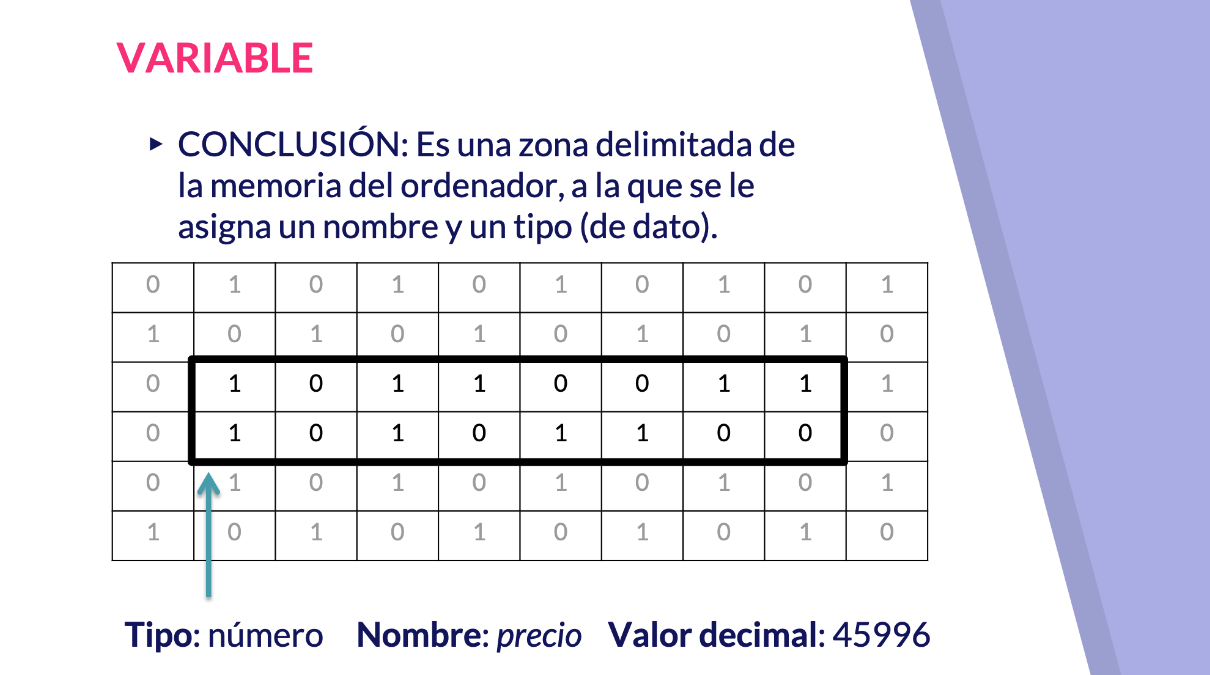 VARIABLE
CONCLUSIÓN: Es una zona delimitada de
la memoria del ordenador, a la que se le
asigna un nombre y un tipo (de dato).
0 1 0 1 0 1 0 1 0 1
1 0 1 0 1 0 1 0 1 0
0 1 0 1 1 0 0 1 1 1
0 1 0 1 0 1 1 0 0 0
0 1 0 1 0 1 0 1 0 1
1 0 1 0 1 0 1 0 1 0
Tipo: número Nombre: precio Valor decimal: 45996